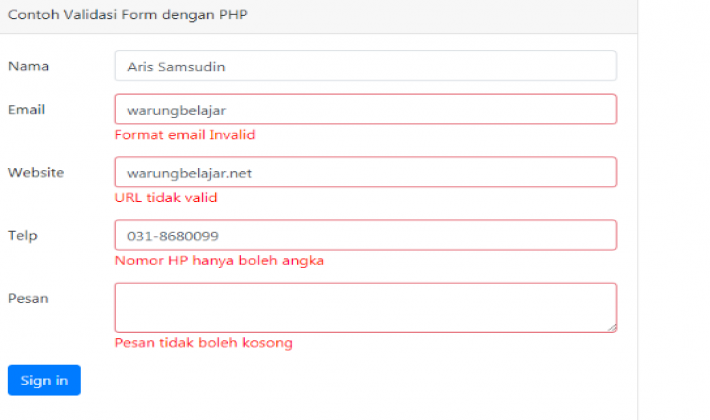 Contoh Validasi Form dengan PHP
Nama
Aris Samsudin
Email
warungbelajar
Format email Invalid
Website
warungbelajar.net
URL tidak valid
Telp
031-8680099
Nomor HP hanya boleh angka
Pesan
Pesan tidak boleh kosong
Sign in